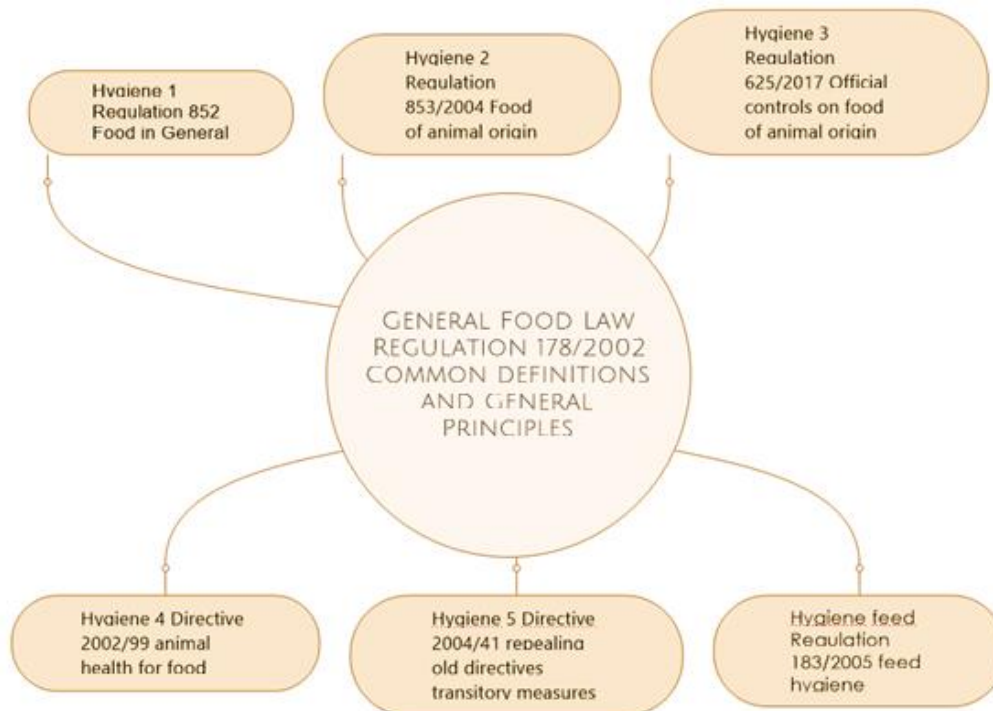 Hygiene 1
Regulation 852
Food in General
Hygiene 2
Regulation
853/2004 Food
of animal origin
Hygiene 3
Regulation
625/2017 Official
controls on food
of animal origin
GENERAL FOOD LAW
REGULATION 178/2002
COMMON DEFINITIONS
AND GENERAL
PRINCIPLES
Hygiene 4 Directive
2002/99 animal
health for food
Hygiene 5 Directive
2004/41 repealing
old directives
transitory measures
Hygiene feed
Regulation
183/2005 feed
hygiene